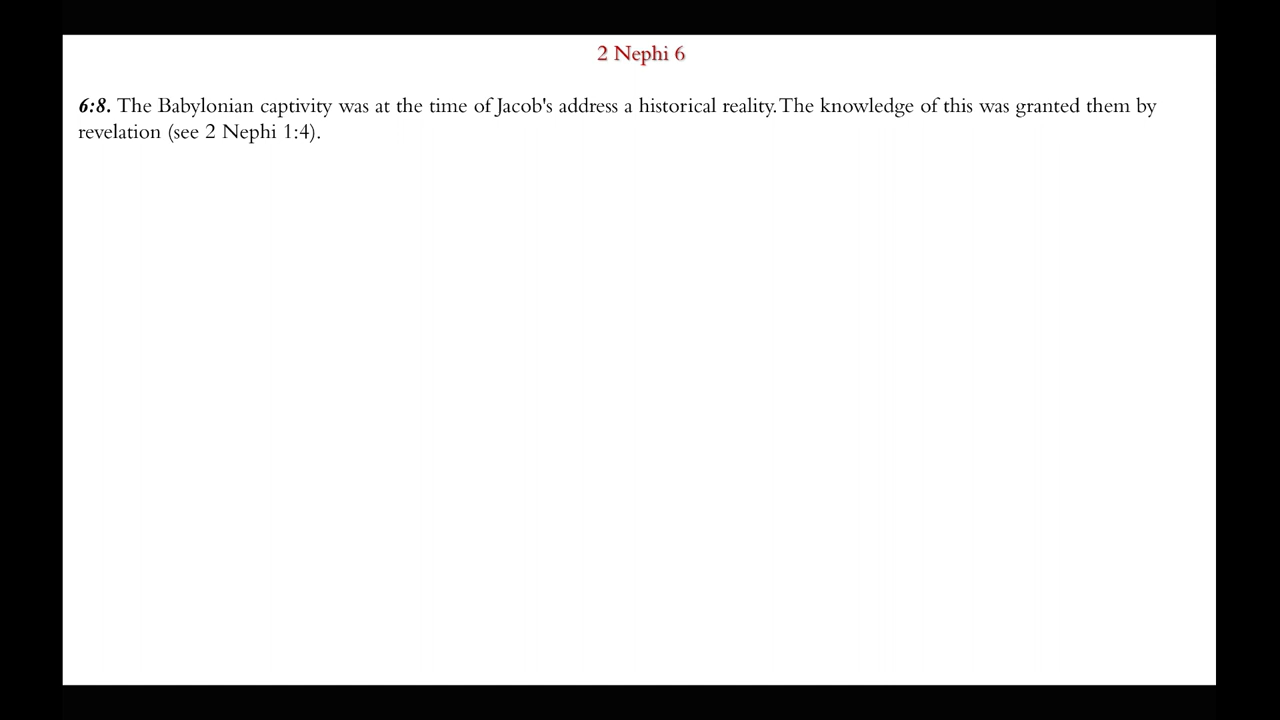 2 Nephi 6
6:8. The Babylonian captivity was at the time of Jacob's address a historical reality. The knowledge of this was granted them by
revelation (see 2 Nephi 1:4).